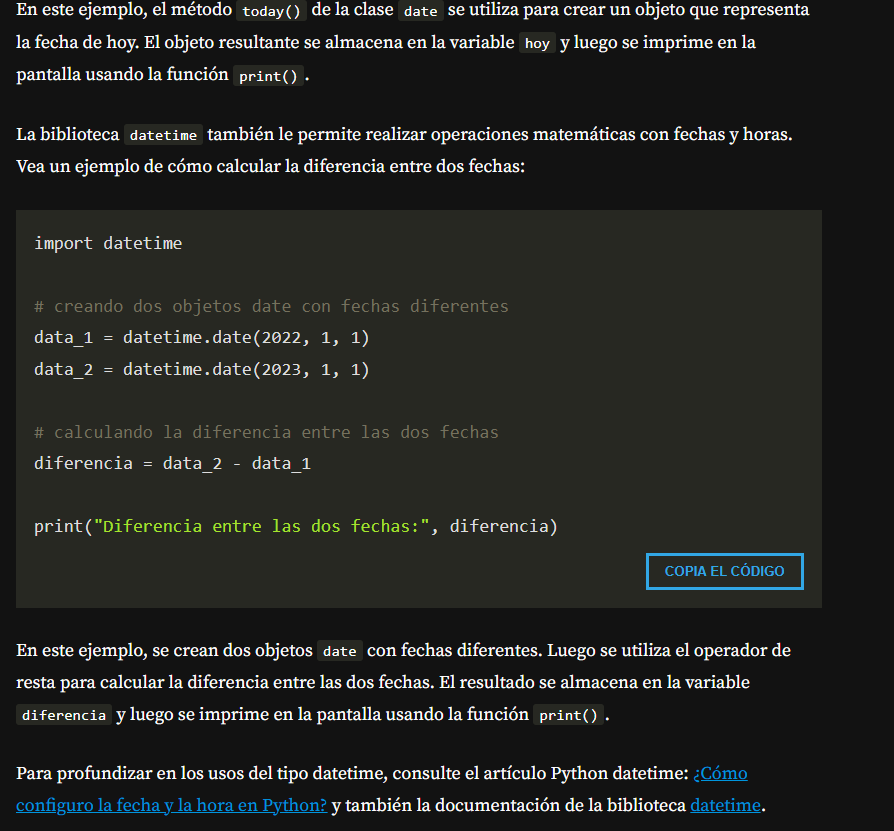 En este ejemplo, el método today() de la clase date se utiliza para crear un objeto que representa
la fecha de hoy. El objeto resultante se almacena en la variable hoy y luego se imprime en la
pantalla usando la función print().
La biblioteca datetime también le permite realizar operaciones matemáticas con fechas y horas.
Vea un ejemplo de cómo calcular la diferencia entre dos fechas:
import datetime
# creando dos objetos date con fechas diferentes
data_1 = datetime.date(2022, 1, 1)
data_2 = datetime.date(2023, 1, 1)
# calculando la diferencia entre las dos fechas
diferencia = data_2 - data_1
print("Diferencia entre las dos fechas:", diferencia)
COPIA EL CÓDIGO
En este ejemplo, se crean dos objetos date con fechas diferentes. Luego se utiliza el operador de
resta para calcular la diferencia entre las dos fechas. El resultado se almacena en la variable
diferencia y luego se imprime en la pantalla usando la función print().
Para profundizar en los usos del tipo datetime, consulte el artículo Python datetime: ¿Cómo
configuro la fecha y la hora en Python? y también la documentación de la biblioteca datetime.